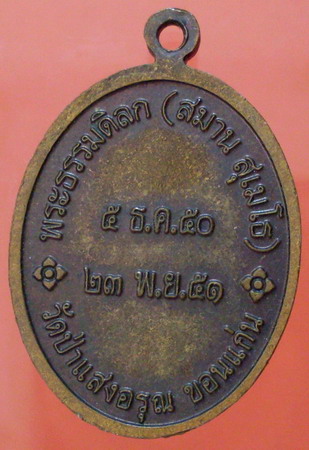 พระธรรมดิลก (สมาน สุเมโธ)
๕ ธ.ค.๕๐
๒๓ พ.ย.๕๑
วัดป่าแสงอรุณ ขอนแก่น